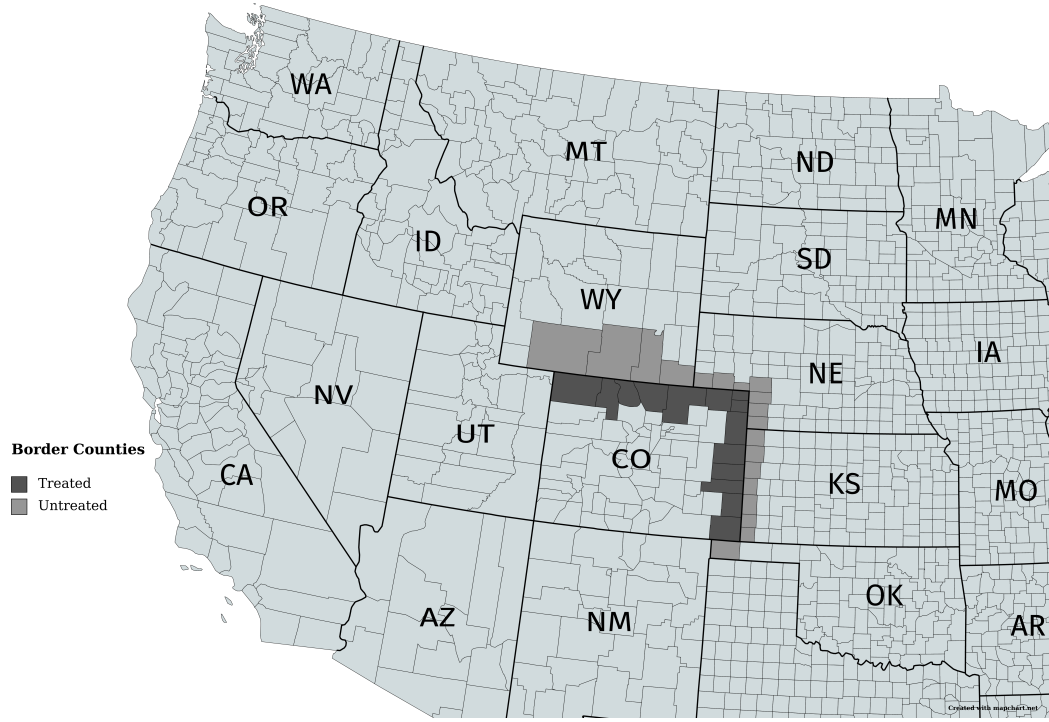 WA
MT
ND
MN
OR
ID
SD
WY
IA
NE
NV
UT
CO
KS
MO
CA
Border Counties
Treated
Untreated
AZ
NM
OK
AR
Created with mapchart.net